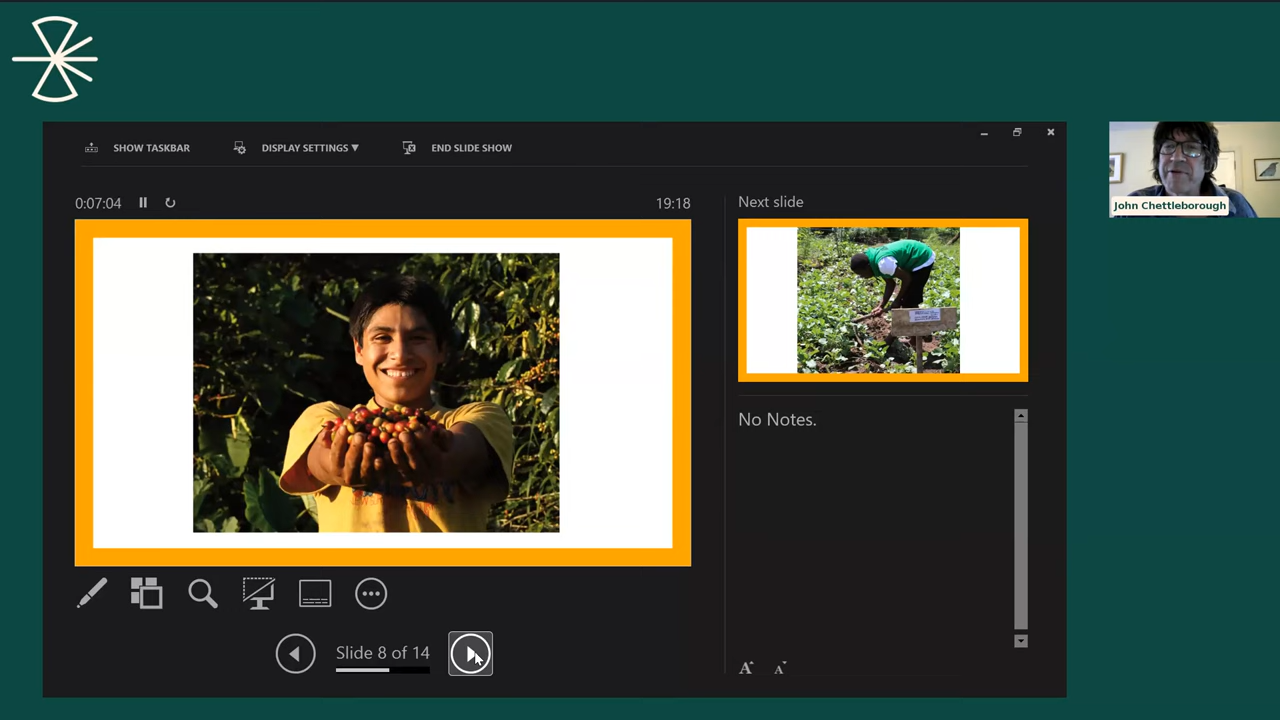 SHOW TASKBAR
DISPLAY SETTINGS ▼
END SLIDE SHOW
0:07:04
19:18
Next slide
No Notes.
Slide 8 of 14
A
A
John Chettleborough